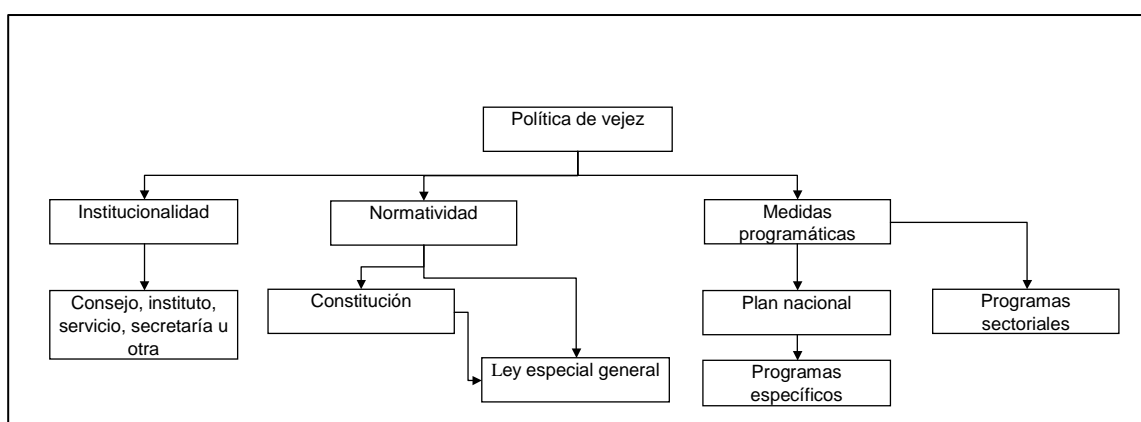 Política de vejez
Institucionalidad
Normatividad
Medidas
programáticas
Consejo, instituto,
servicio, secretaría u
otra
Constitución
Plan nacional
Programas
sectoriales
Ley especial general
Programas
específicos